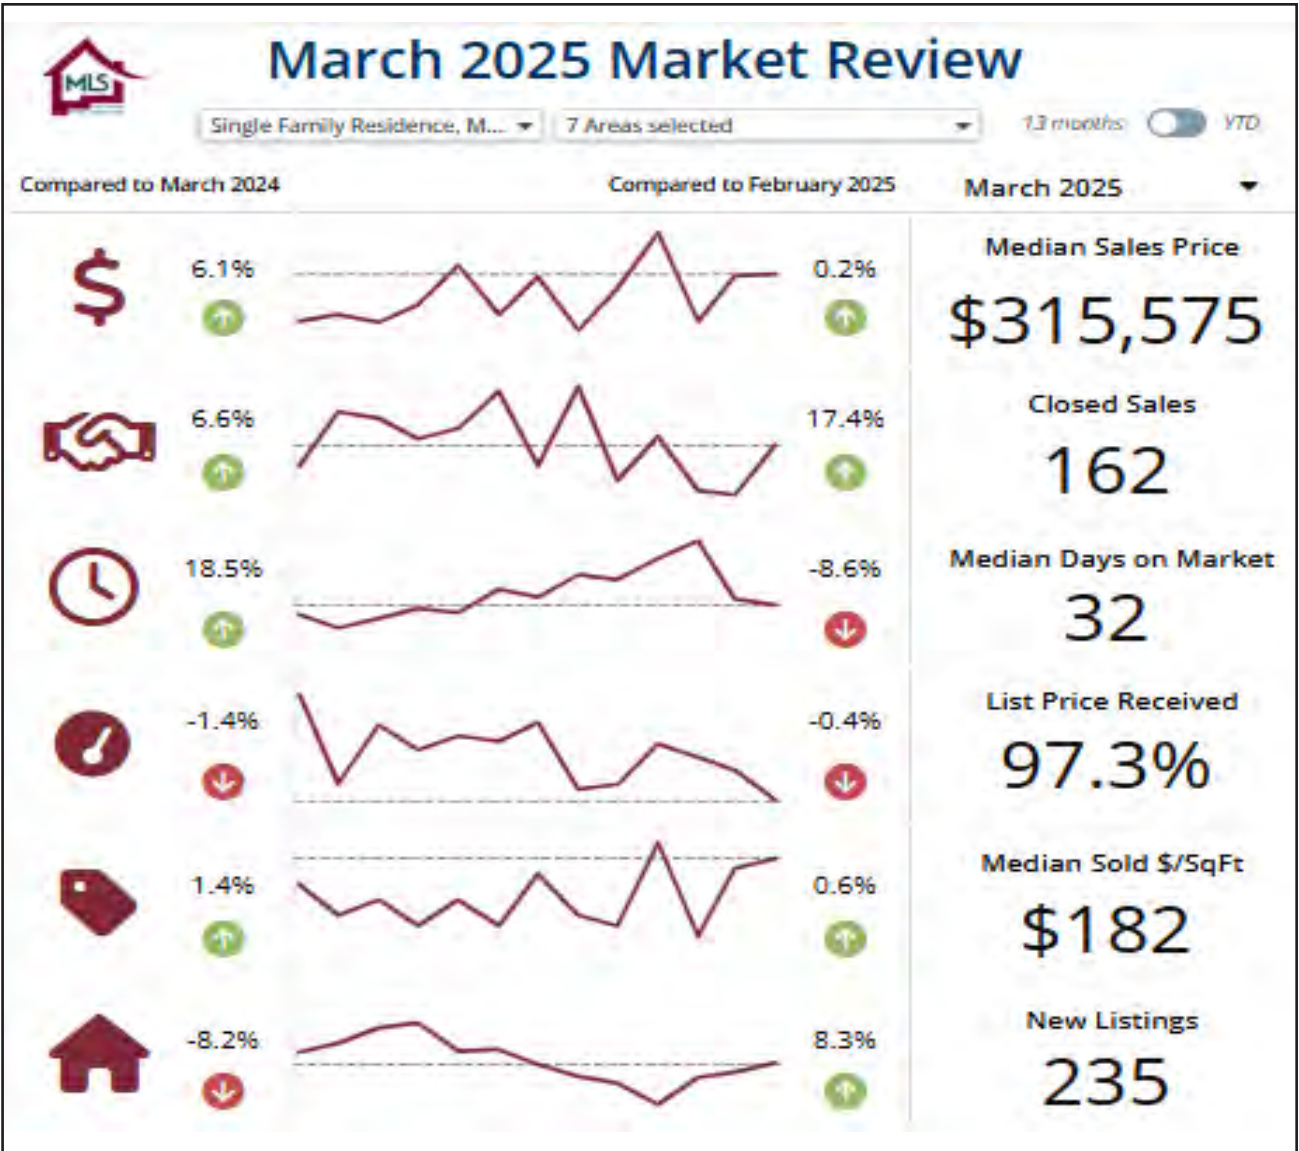 MLS
March 2025 Market Review
Single Family Residence, M...
7 Areas selected
13 months
YTD
Compared to March 2024
Compared to February 2025
March 2025
6.1%
0.2%
Median Sales Price
$315,575
6.6%
17.4%
Closed Sales
162
18.5%
-8.6%
Median Days on Market
32
-1.4%
-0.4%
List Price Received
97.3%
1.4%
0.6%
Median Sold $/SqFt
$182
-8.2%
8.3%
New Listings
235